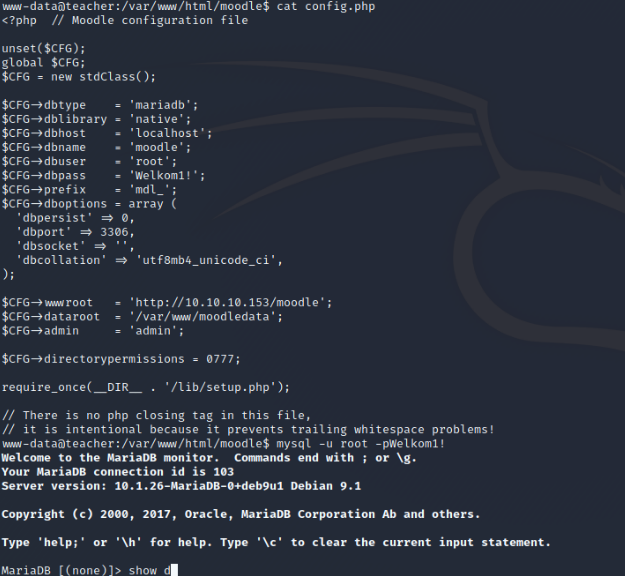 www-data@teacher:/var/www/html/moodle$ cat config.php
<?php  // Moodle configuration file

unset($CFG);
global $CFG;
$CFG = new stdClass();

$CFG->dbtype    = 'mariadb';
$CFG->dblibrary = 'native';
$CFG->dbhost    = 'localhost';
$CFG->dbname    = 'moodle';
$CFG->dbuser    = 'root';
$CFG->dbpass    = 'Welkom1!';
$CFG->prefix    = 'mdl_';
$CFG->dboptions = array (
  'dbpersist' => 0,
  'dbport' => 3306,
  'dbsocket' => '',
  'dbcollation' => 'utf8mb4_unicode_ci',
);

$CFG->wwwroot   = 'http://10.10.10.153/moodle';
$CFG->dataroot  = '/var/www/moodledata';
$CFG->admin     = 'admin';

$CFG->directorypermissions = 0777;

require_once(__DIR__ . '/lib/setup.php');

// There is no php closing tag in this file,
// it is intentional because it prevents trailing whitespace problems!
www-data@teacher:/var/www/html/moodle$ mysql -u root -pWelkom1!
Welcome to the MariaDB monitor.  Commands end with ; or \g.
Your MariaDB connection id is 103
Server version: 10.1.26-MariaDB-0+deb9u1 Debian 9.1

Copyright (c) 2000, 2017, Oracle, MariaDB Corporation Ab and others.

Type 'help;' or '\h' for help. Type '\c' to clear the current input statement.

MariaDB [(none)]> show d